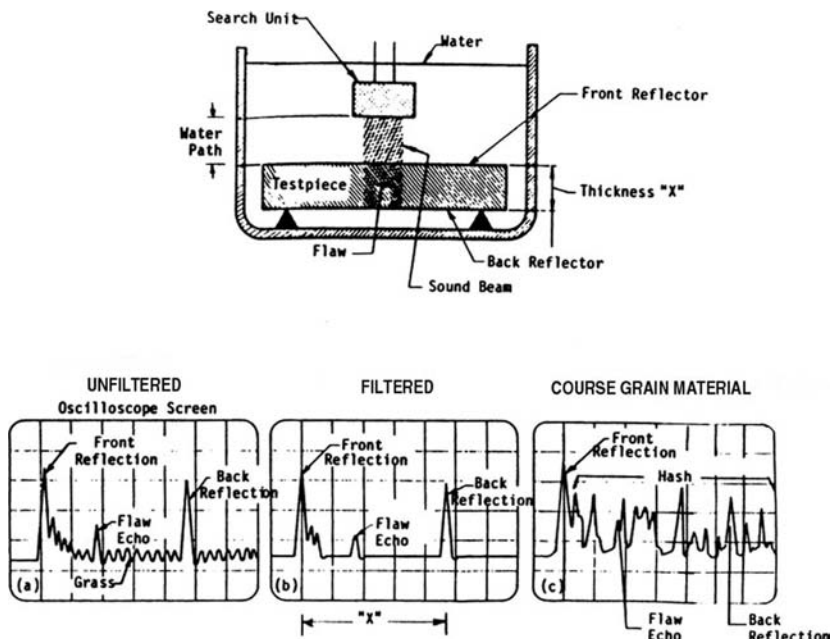 Search Unit
Water
Front Reflector
Water
Path
Testpiece
Thickness "X"
Flaw
Back Reflector
Sound Beam
UNFILTERED
FILTERED
COURSE GRAIN MATERIAL
Oscilloscope Screen
Front
Reflection
Back
Reflection
Flaw
Echo
Grass
(a)
Front
Reflection
Back
Reflection
Flaw
Echo
(b)
"X"
Front
Reflection
Hash
(c)
Flaw
Echo
Back
Reflection